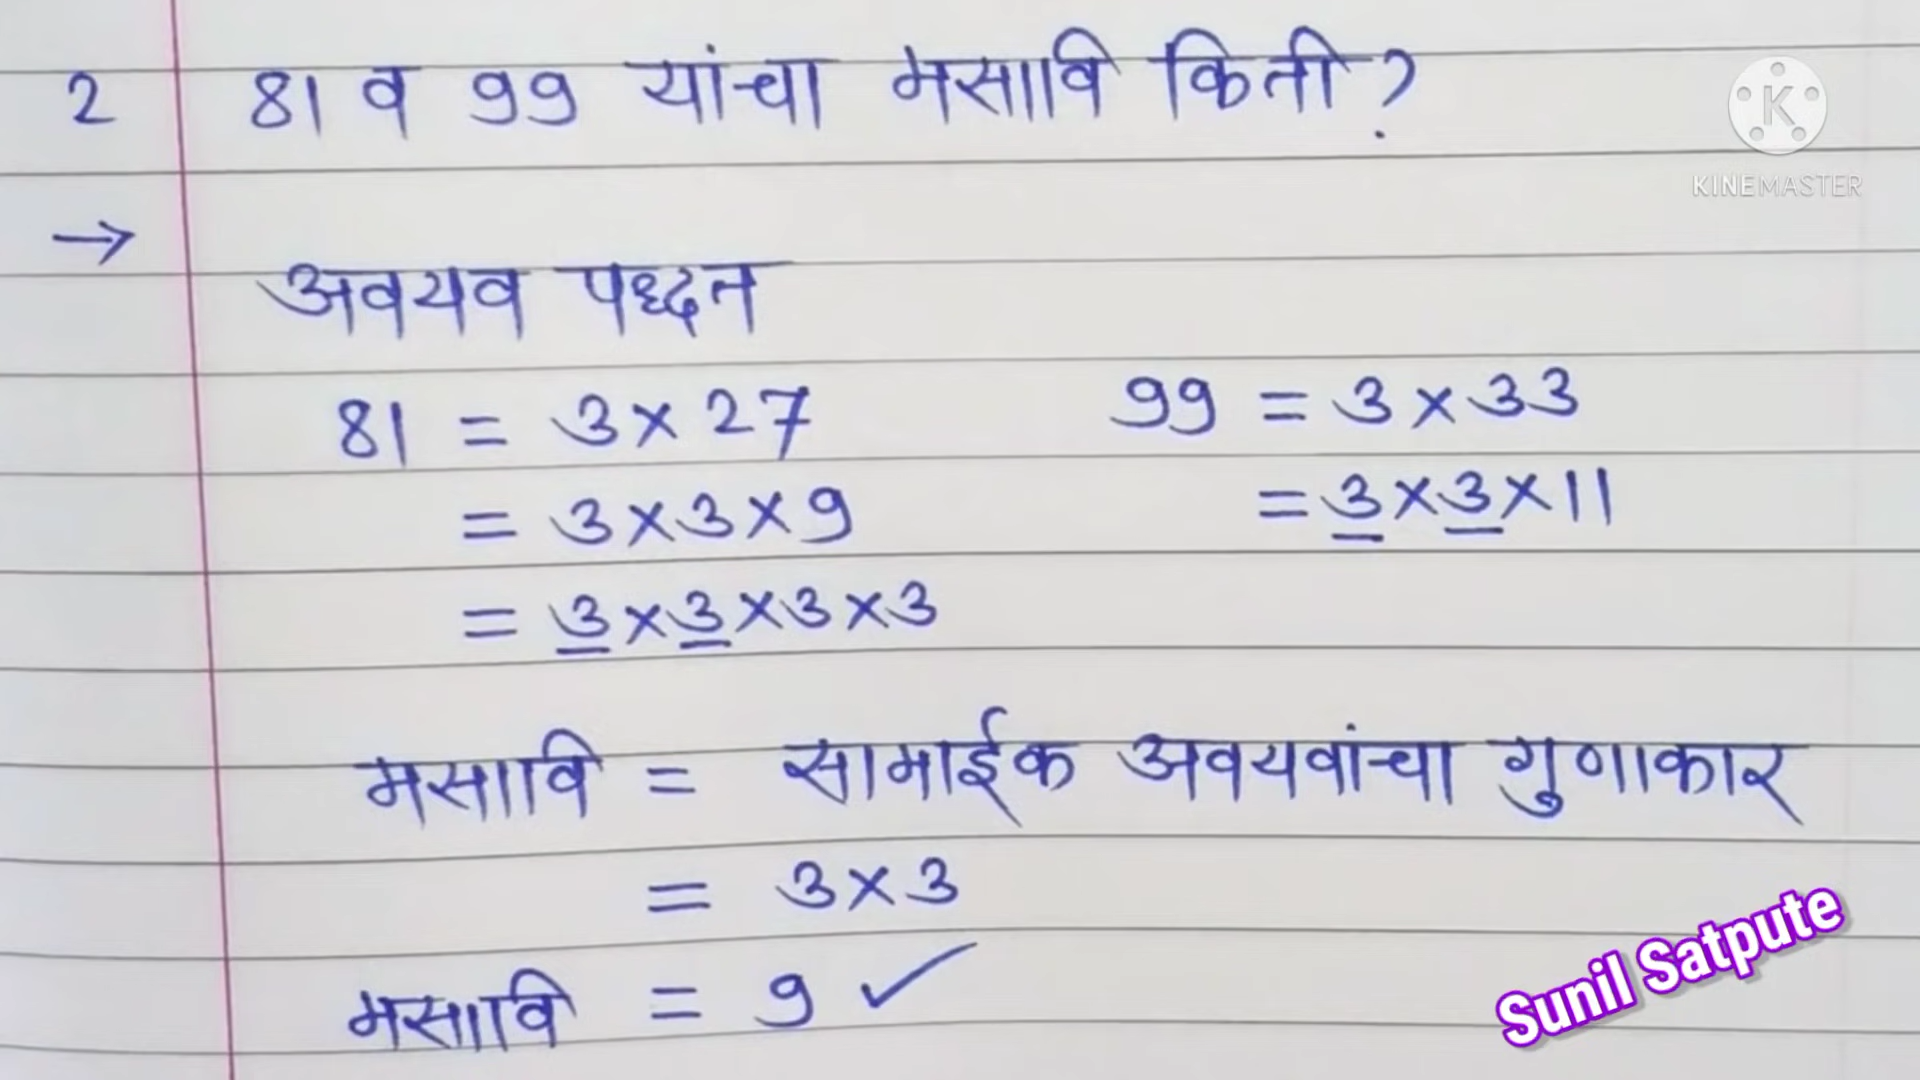 2 81 व 99 यांचा मसावि किती?
K
KINEMASTER
→ अवयव पध्दत
81 = 3 × 27 99 = 3 × 33
= 3 × 3 × 9 = 3 × 3 × 11
= 3 × 3 × 3 × 3
मसावि = सामाईक अवयवांचा गुणाकार
= 3 × 3
मसावि = 9 ✓
Sunil Satpute